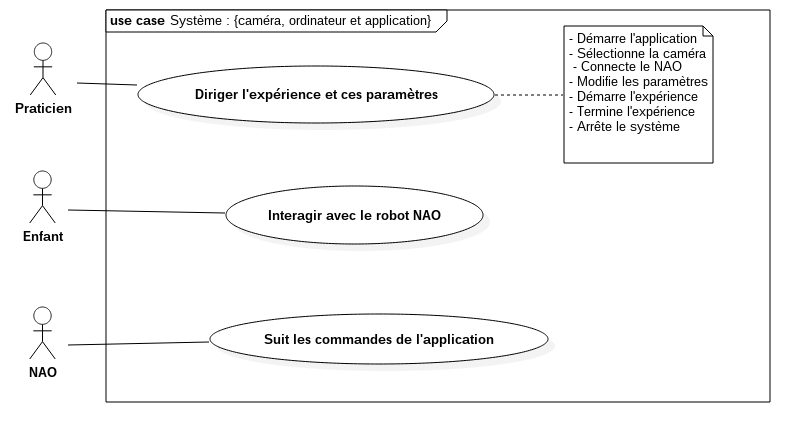 use case Système : {caméra, ordinateur et application}
- Démarre l'application
- Sélectionne la caméra
- Connecte le NAO
- Modifie les paramètres
- Démarre l'expérience
- Termine l'expérience
- Arrête le système
Diriger l'expérience et ces paramètres
Praticien
Interagir avec le robot NAO
Enfant
Suit les commandes de l'application
NAO